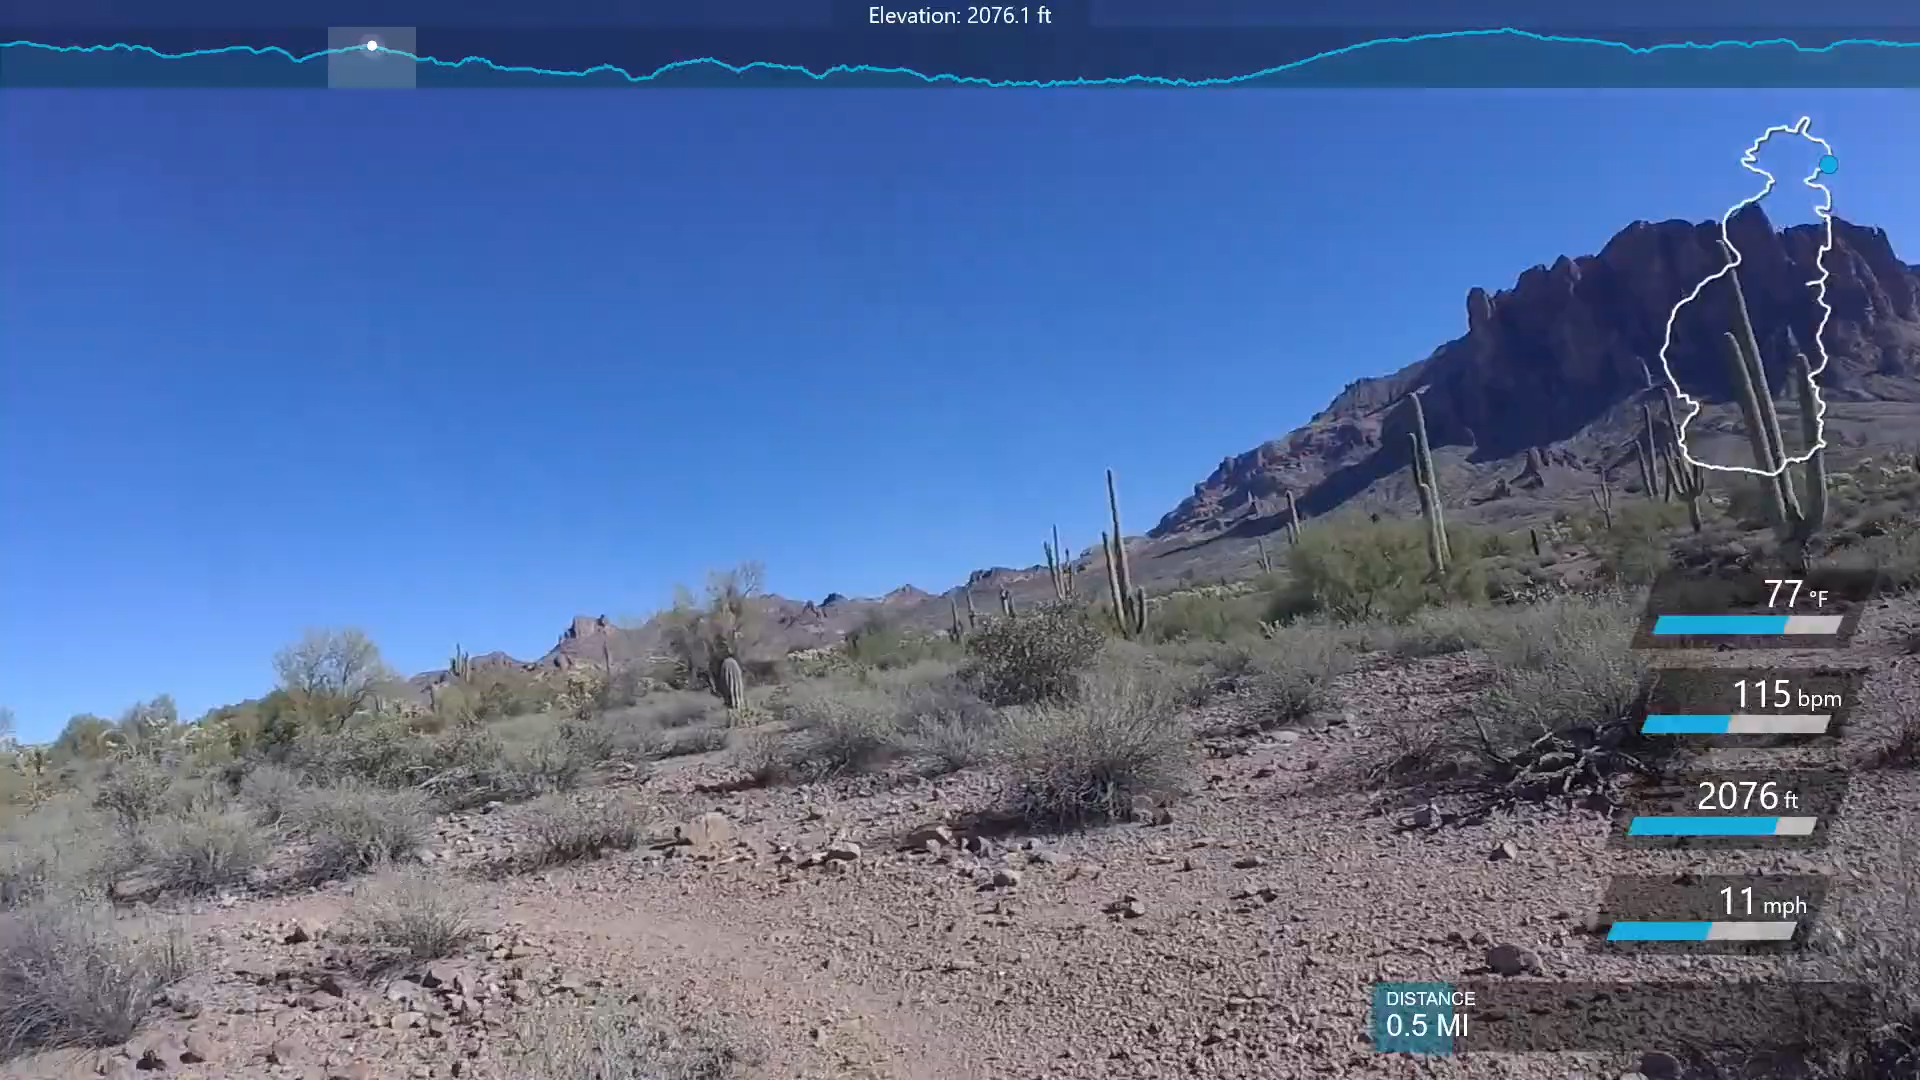 Elevation: 2076.1 ft
77 °F
115 bpm
2076 ft
11 mph
DISTANCE
0.5 MI